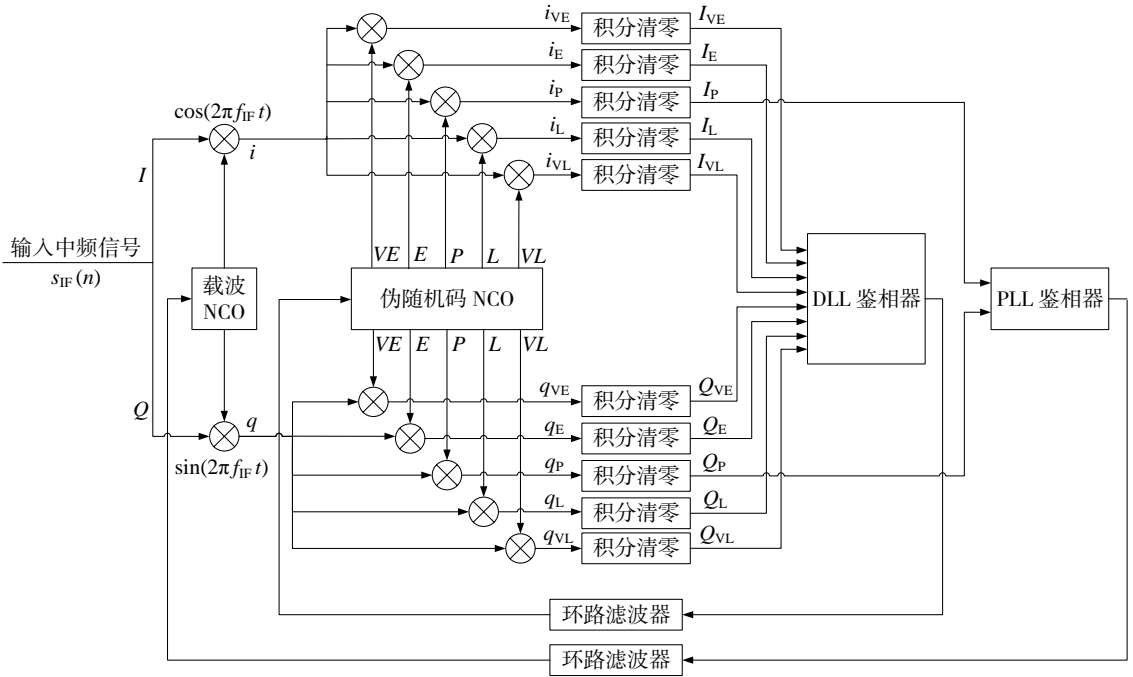 i_VE 积分清零 I_VE
i_E 积分清零 I_E
i_P 积分清零 I_P
cos(2πf_IF t)
i
i_L 积分清零 I_L
I
i_VL 积分清零 I_VL
输入中频信号
s_IF(n)
VE E P L VL
载波
NCO
伪随机码 NCO
DLL 鉴相器
PLL 鉴相器
VE E P L VL
q_VE 积分清零 Q_VE
Q
q
q_E 积分清零 Q_E
sin(2πf_IF t)
q_P 积分清零 Q_P
q_L 积分清零 Q_L
q_VL 积分清零 Q_VL
环路滤波器
环路滤波器